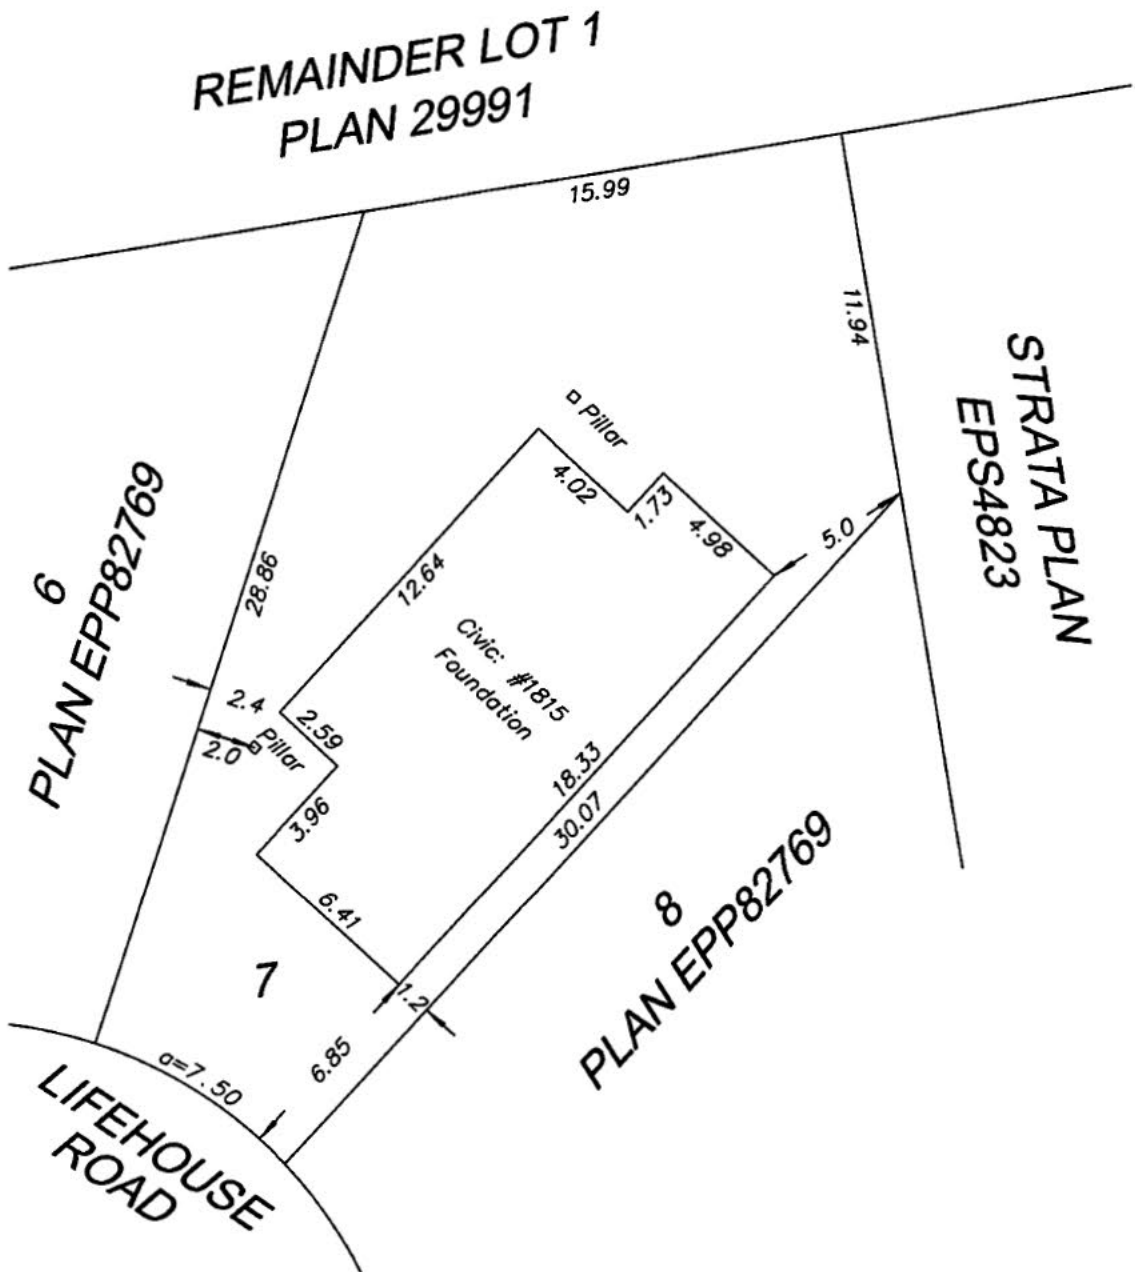 REMAINDER LOT 1
PLAN 29991
15.99
11.94
STRATA PLAN
EPS4823
Pillar
4.02
1.73
4.98
5.0
12.64
28.86
6
PLAN EPP82769
Civic: #1815
Foundation
2.4
2.59
2.0
Pillar
3.96
18.33
30.07
6.41
8
PLAN EPP82769
7
1.2
6.85
a=7.50
LIFEHOUSE
ROAD